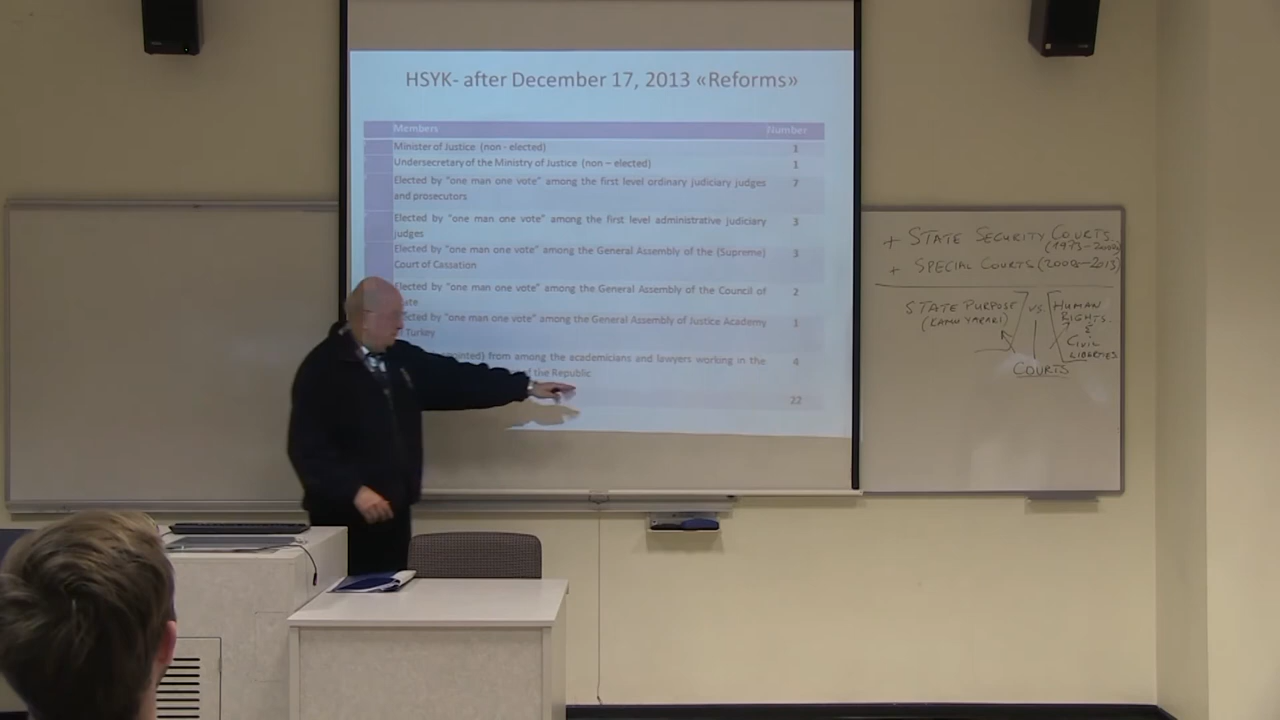 HSYK- after December 17, 2013 «Reforms»
Members Number
Minister of Justice (non - elected) 1
Undersecretary of the Ministry of Justice (non – elected) 1
Elected by "one man one vote" among the first level ordinary judiciary judges 7
and prosecutors
Elected by "one man one vote" among the first level administrative judiciary 3
judges
Elected by "one man one vote" among the General Assembly of the (Supreme) 3
Court of Cassation
Elected by "one man one vote" among the General Assembly of the Council of 2
by "one man one vote" among the General Assembly of Justice Academy 1
Turkey
from among the academicians and lawyers working in the 4
the Republic
22
+ STATE SECURITY COURTS
+ SPECIAL COURTS
STATE PURPOSE VS HUMAN
RIGHTS
&
CIVIL
LIBERTIES
COURTS